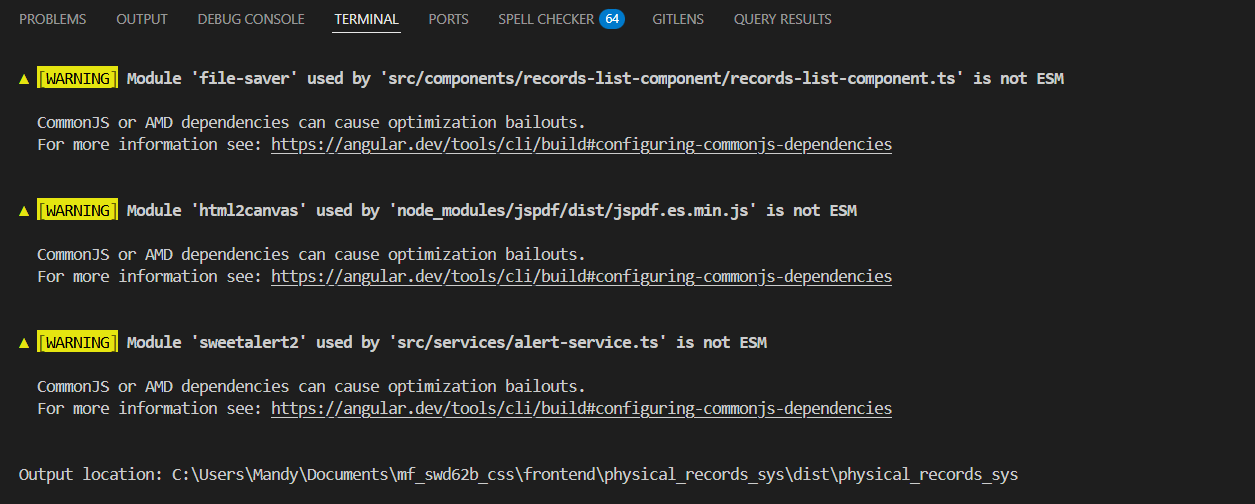 PROBLEMS OUTPUT DEBUG CONSOLE TERMINAL PORTS SPELL CHECKER 64 GITLENS QUERY RESULTS
▲ [WARNING] Module 'file-saver' used by 'src/components/records-list-component/records-list-component.ts' is not ESM
CommonJS or AMD dependencies can cause optimization bailouts.
For more information see: https://angular.dev/tools/cli/build#configuring-commonjs-dependencies
▲ [WARNING] Module 'html2canvas' used by 'node_modules/jspdf/dist/jspdf.es.min.js' is not ESM
CommonJS or AMD dependencies can cause optimization bailouts.
For more information see: https://angular.dev/tools/cli/build#configuring-commonjs-dependencies
▲ [WARNING] Module 'sweetalert2' used by 'src/services/alert-service.ts' is not ESM
CommonJS or AMD dependencies can cause optimization bailouts.
For more information see: https://angular.dev/tools/cli/build#configuring-commonjs-dependencies
Output location: C:\Users\Mandy\Documents\mf_swd62b_css\frontend\physical_records_sys\dist\physical_records_sys